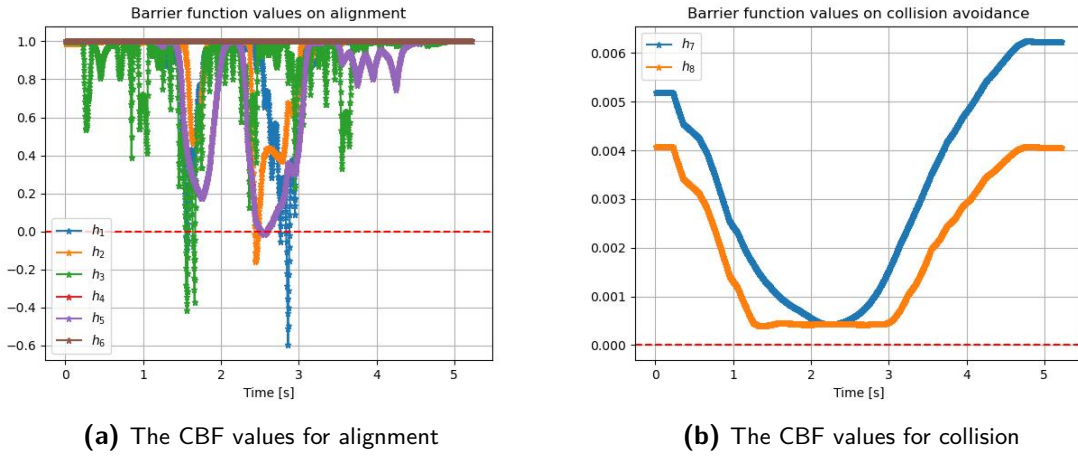 Barrier function values on alignment
1.0
0.8
0.6
0.4
0.2
0.0
−0.2
−0.4
−0.6
h1
h2
h3
h4
h5
h6
0 1 2 3 4 5
Time [s]
(a) The CBF values for alignment
Barrier function values on collision avoidance
0.006
0.005
0.004
0.003
0.002
0.001
0.000
h7
h8
0 1 2 3 4 5
Time [s]
(b) The CBF values for collision